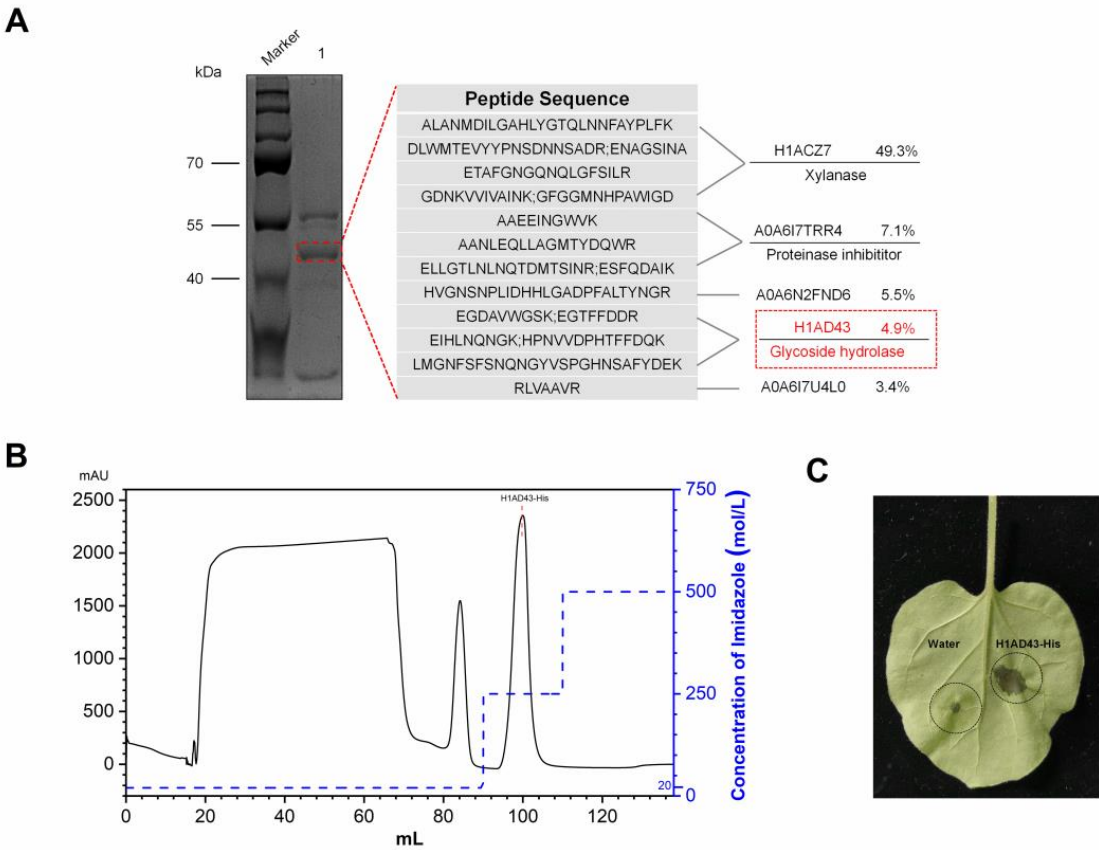 A
Marker 1
kDa
70
55
40
Peptide Sequence
ALANMDILGAHLYGTQLNNFAYPLFK
DLWMTEVYYPNSDNNSADR;ENAGSINA
ETAFGNGQNQLGFSILR
GDNKVVIVAINK;GFGGMNHPAWIGD
AAEEINGWVK
AANLEQLLAGMTYDQWR
ELLGTLNLNQTDMTSINR;ESFQDAIK
HVGNSNPLIDHHLGADPFALTYNGR
EGDAVWGSK;EGTFFDDR
EIHLNQNGK;HPNVVDPHTFFDQK
LMGNFSFSNQNGYVSPGHNSAFYDEK
RLVAAVR
H1ACZ7 49.3%
Xylanase
A0A6I7TRR4 7.1%
Proteinase inhibititor
A0A6N2FND6 5.5%
H1AD43 4.9%
Glycoside hydrolase
A0A6I7U4L0 3.4%
B
mAU
2500
2000
1500
1000
500
0
H1AD43-His
0 20 40 60 80 100 120
mL
750
500
250
20
0
Concentration of Imidazole (mol/L)
C
Water H1AD43-His